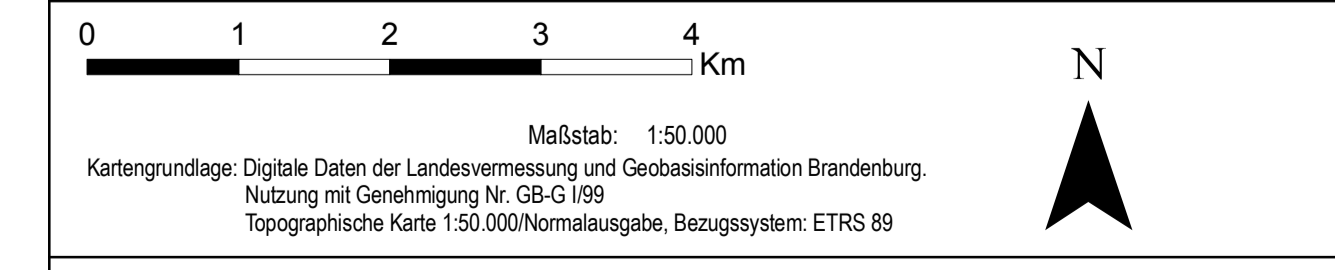 0 1 2 3 4
Km
N
Maßstab: 1:50.000
Kartengrundlage: Digitale Daten der Landesvermessung und Geobasisinformation Brandenburg.
Nutzung mit Genehmigung Nr. GB-G I/99
Topographische Karte 1:50.000/Normalausgabe, Bezugssystem: ETRS 89